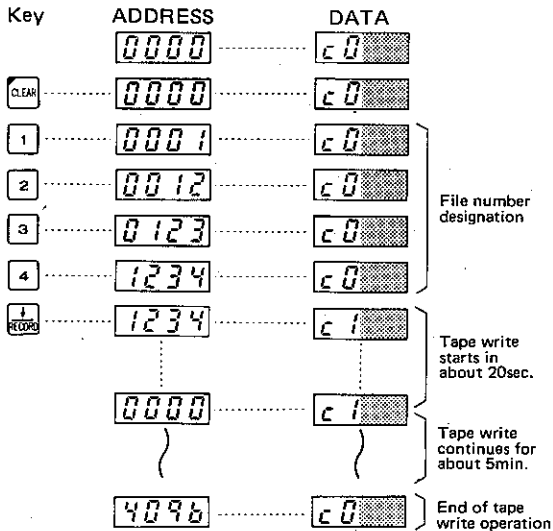 Key ADDRESS DATA
0000 c0
CLEAR 0000 c0
1 0001 c0
2 0012 c0
3 0123 c0
4 1234 c0
File number
designation
RECORD 1234 c1
Tape write
starts in
about 20sec.
0000 c1
Tape write
continues for
about 5min.
4096 c0
End of tape
write operation